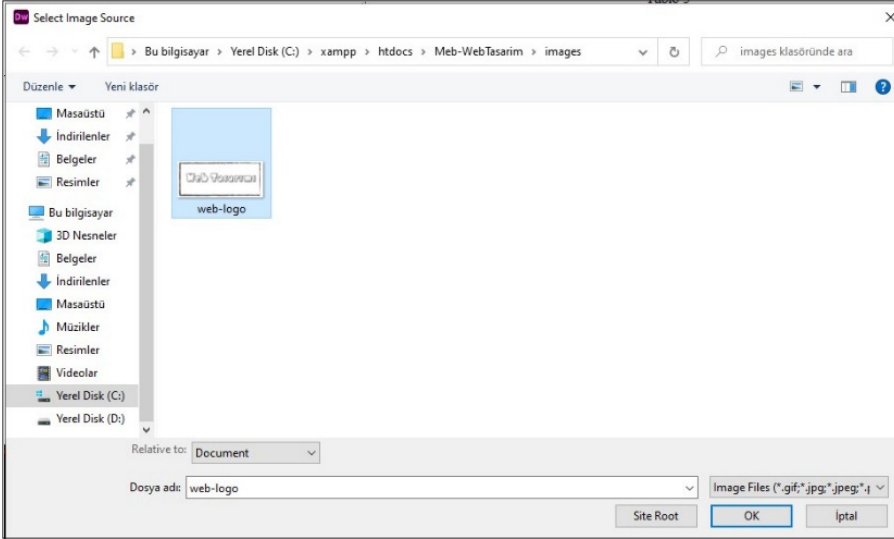 Select Image Source
Bu bilgisayar > Yerel Disk (C:) > xampp > htdocs > Meb-WebTasarim > images
images klasöründe ara
Düzenle
Yeni klasör
Masaüstü
İndirilenler
Belgeler
Resimler
Bu bilgisayar
3D Nesneler
Belgeler
İndirilenler
Masaüstü
Müzikler
Resimler
Videolar
Yerel Disk (C:)
Yerel Disk (D:)
Web Tasarımı
web-logo
Relative to: Document
Dosya adı: web-logo
Image Files (*.gif;*.jpg;*.jpeg;*.p
Site Root
OK
İptal